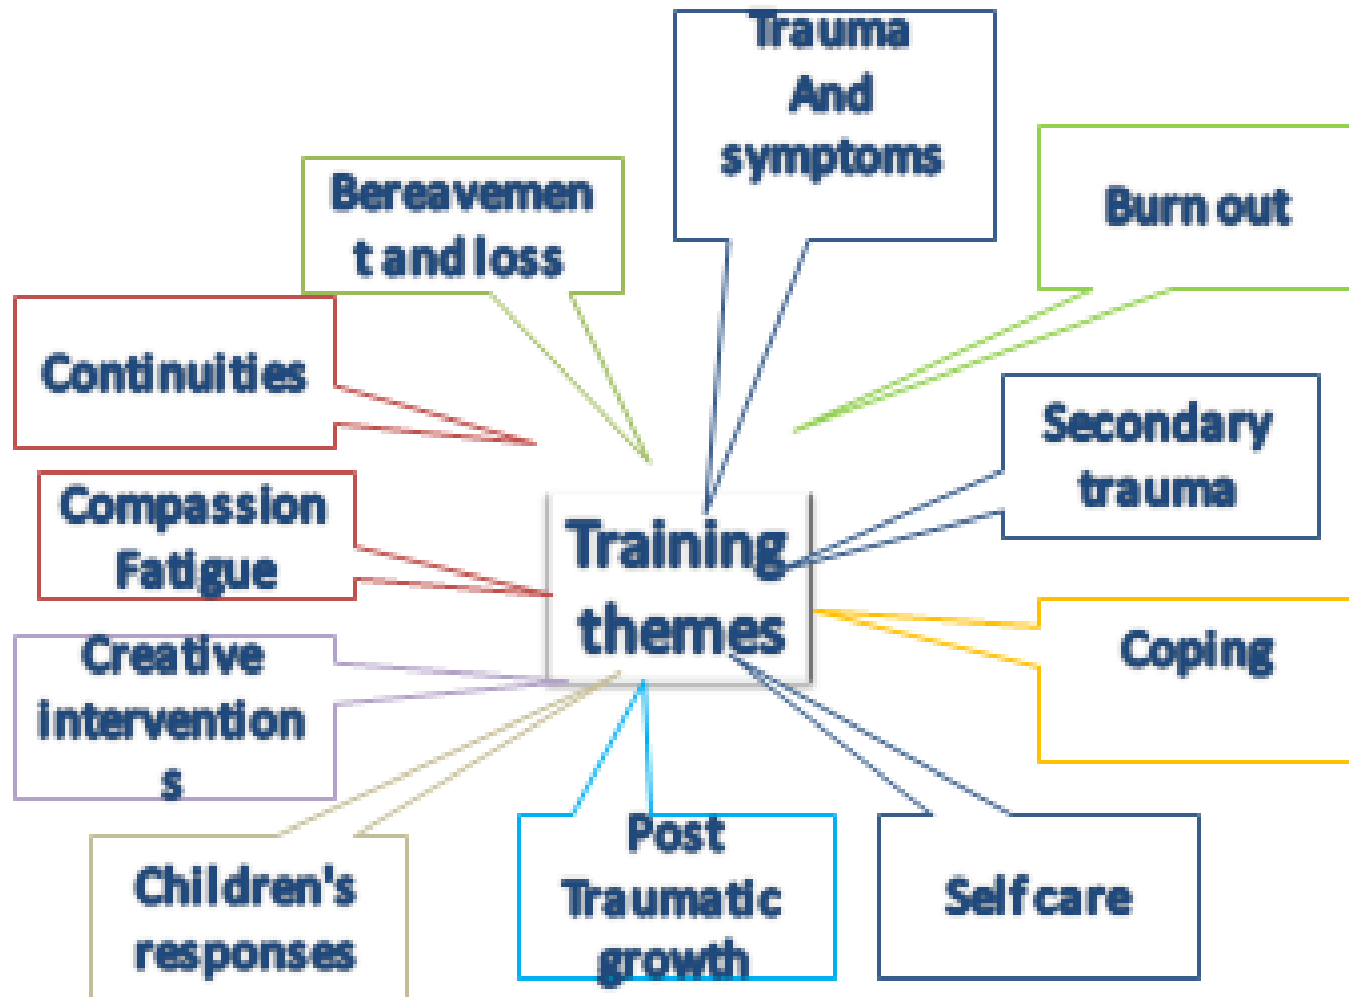 Trauma
And
symptoms
Bereavemen
t and loss
Burn out
Continuities
Secondary
trauma
Compassion
Fatigue
Training
themes
Creative
intervention
s
Coping
Children's
responses
Post
Traumatic
growth
Self care